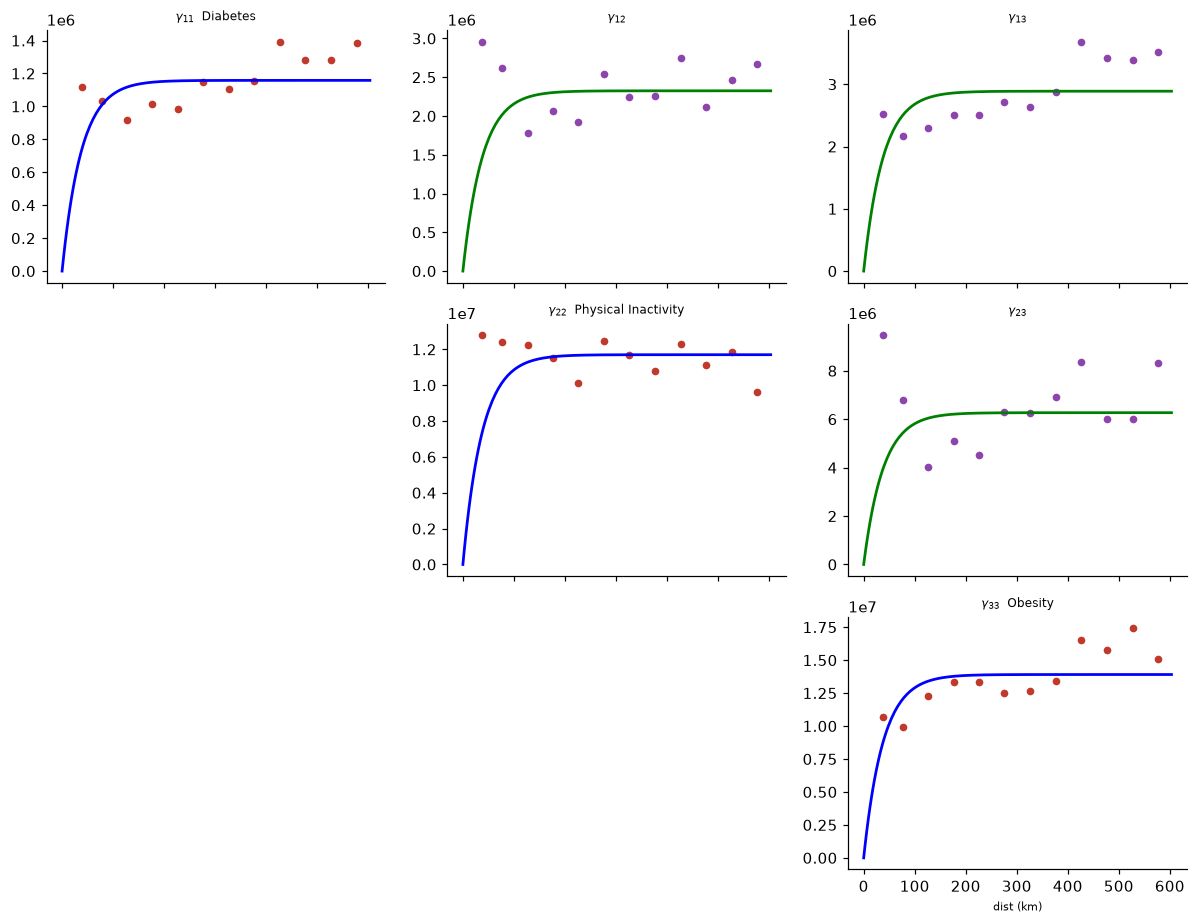 γ11 Diabetes
1e6
1.4
1.2
1.0
0.8
0.6
0.4
0.2
0.0
γ12
1e6
3.0
2.5
2.0
1.5
1.0
0.5
0.0
γ13
1e6
3
2
1
0
γ22 Physical Inactivity
1e7
1.2
1.0
0.8
0.6
0.4
0.2
0.0
γ23
1e6
8
6
4
2
0
γ33 Obesity
1e7
1.75
1.50
1.25
1.00
0.75
0.50
0.25
0.00
0 100 200 300 400 500 600
dist (km)